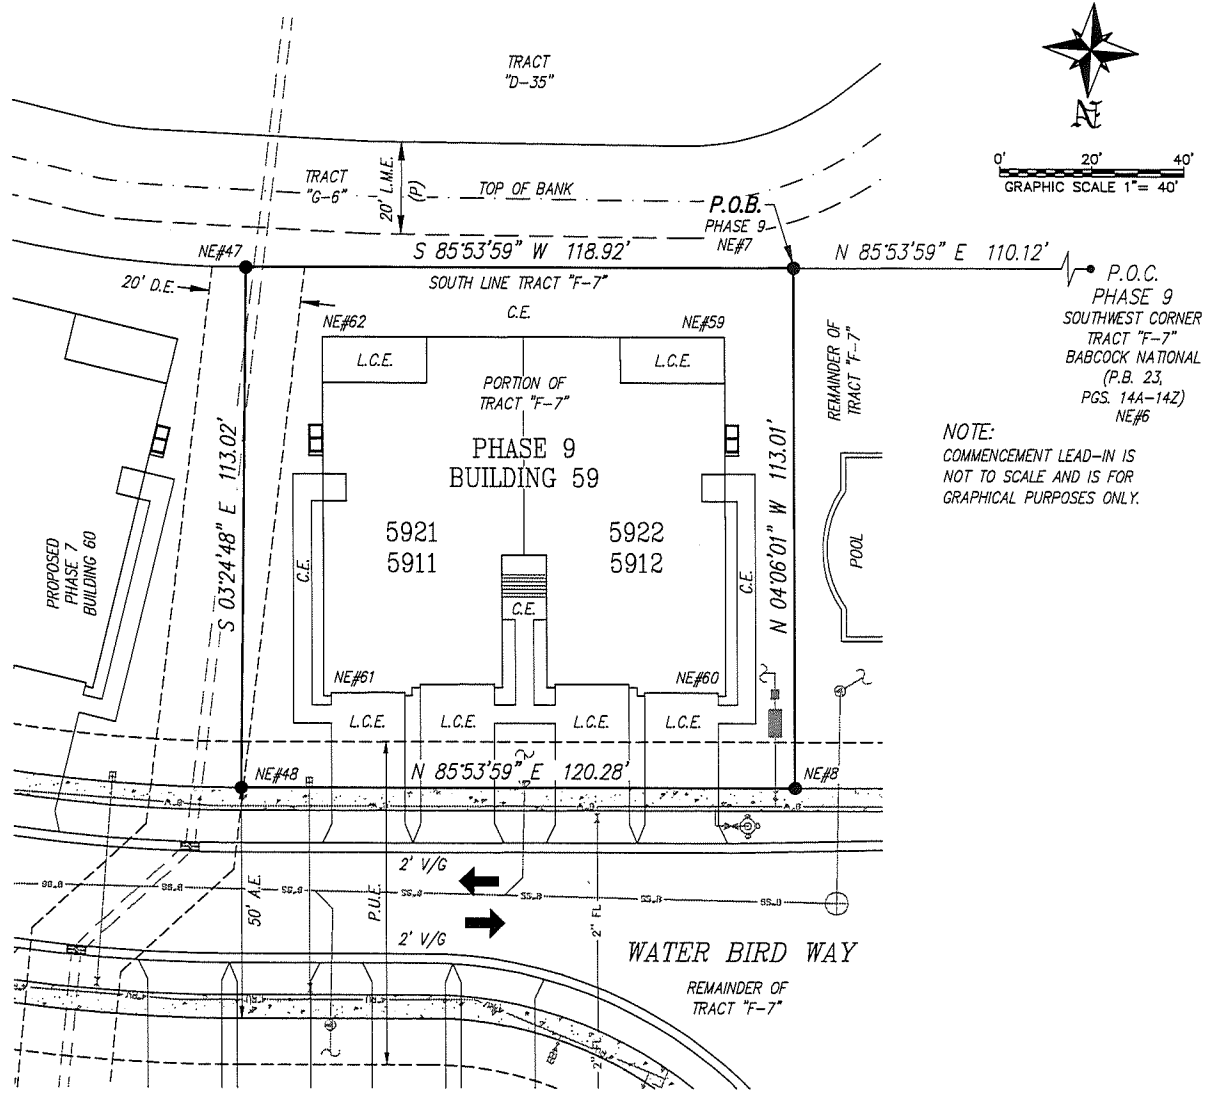 TRACT
"D-35"
TRACT
"G-6"
20' L.M.E.
(P)
TOP OF BANK
P.O.B.
PHASE 9
NE#7
0' 20' 40'
GRAPHIC SCALE 1"= 40'
NE#47
S 85°53'59" W 118.92'
N 85°53'59" E 110.12'
P.O.C.
PHASE 9
SOUTHWEST CORNER
TRACT "F-7"
BABCOCK NATIONAL
(P.B. 23,
PGS. 14A-14Z)
NE#6
20' D.E.
SOUTH LINE TRACT "F-7"
C.E.
NE#62
NE#59
L.C.E.
L.C.E.
PORTION OF
TRACT "F-7"
REMAINDER OF
TRACT "F-7"
PHASE 9
BUILDING 59
NOTE:
COMMENCEMENT LEAD-IN IS
NOT TO SCALE AND IS FOR
GRAPHICAL PURPOSES ONLY.
S 03°24'48" E 113.02'
N 04°06'01" W 113.01'
5921
5911
5922
5912
PROPOSED
PHASE 7
BUILDING 60
C.E.
C.E.
C.E.
POOL
NE#61
NE#60
L.C.E.
L.C.E.
L.C.E.
L.C.E.
NE#48
N 85°53'59" E 120.28'
NE#8
2' V/G
50' A.E.
P.U.E.
2' V/G
2" FL
WATER BIRD WAY
REMAINDER OF
TRACT "F-7"
2" FL